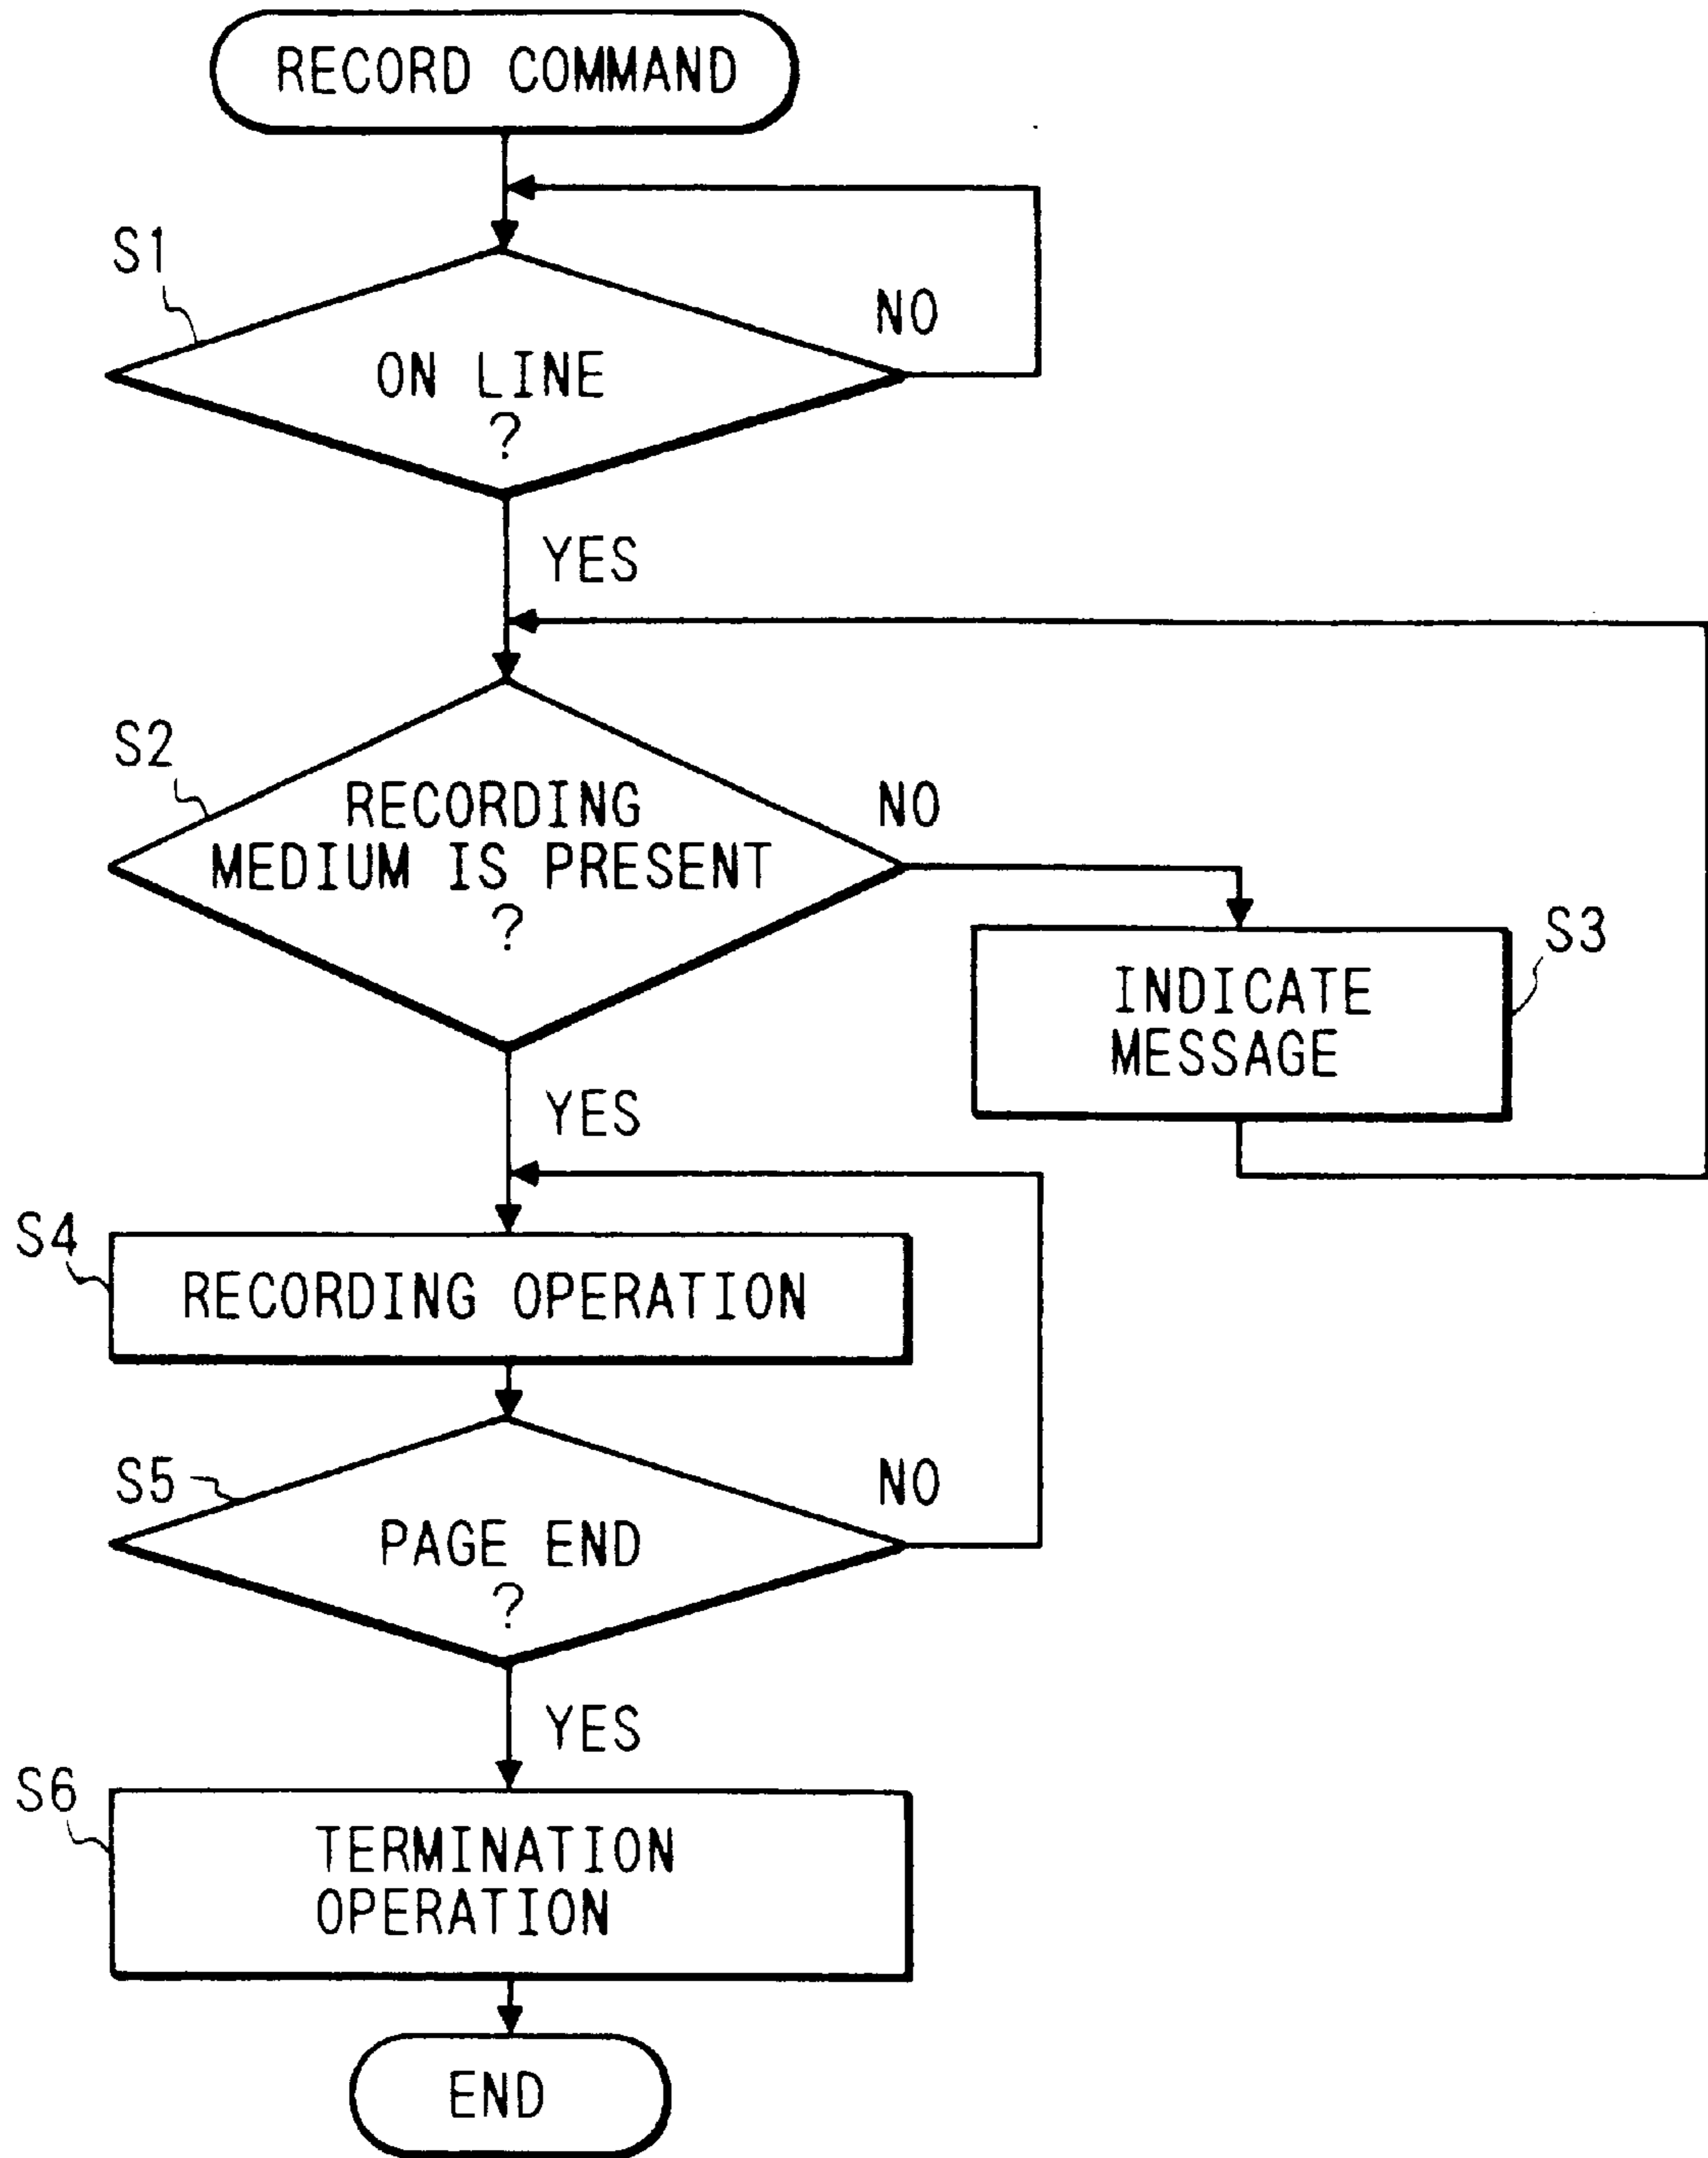 RECORD COMMAND
S1
NO
ON LINE
?
YES
S2
RECORDING
NO
MEDIUM IS PRESENT
?
S3
INDICATE
MESSAGE
YES
S4
RECORDING OPERATION
S5
NO
PAGE END
?
YES
S6
TERMINATION
OPERATION
END